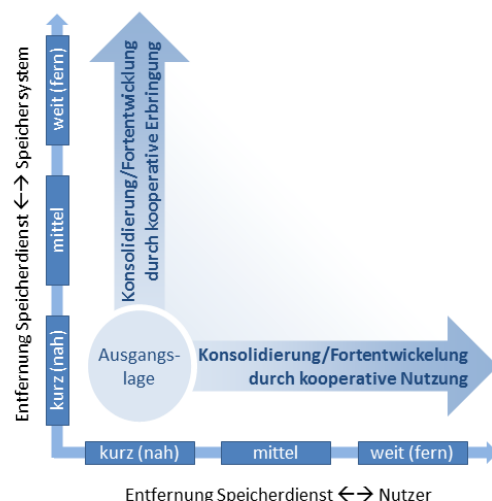 Entfernung Speicherdienst ←→ Speichersystem
weit (fern)
mittel
kurz (nah)
Konsolidierung/Fortentwicklung
durch kooperative Erbringung
Ausgangs-
lage
Konsolidierung/Fortentwickelung
durch kooperative Nutzung
kurz (nah)
mittel
weit (fern)
Entfernung Speicherdienst ←→ Nutzer